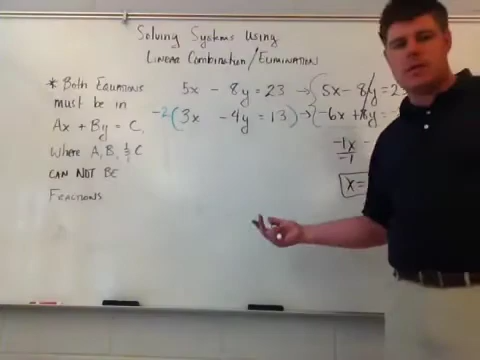 Solving Systems Using
Linear Combination/Elimination
* Both Equations
must be in
Ax + By = C,
where A, B, & C
CAN NOT BE
Fractions
5x - 8y = 23 → 5x - 8y = 23
-2(3x - 4y = 13) → -6x + 8y =
-1x
-1
x =